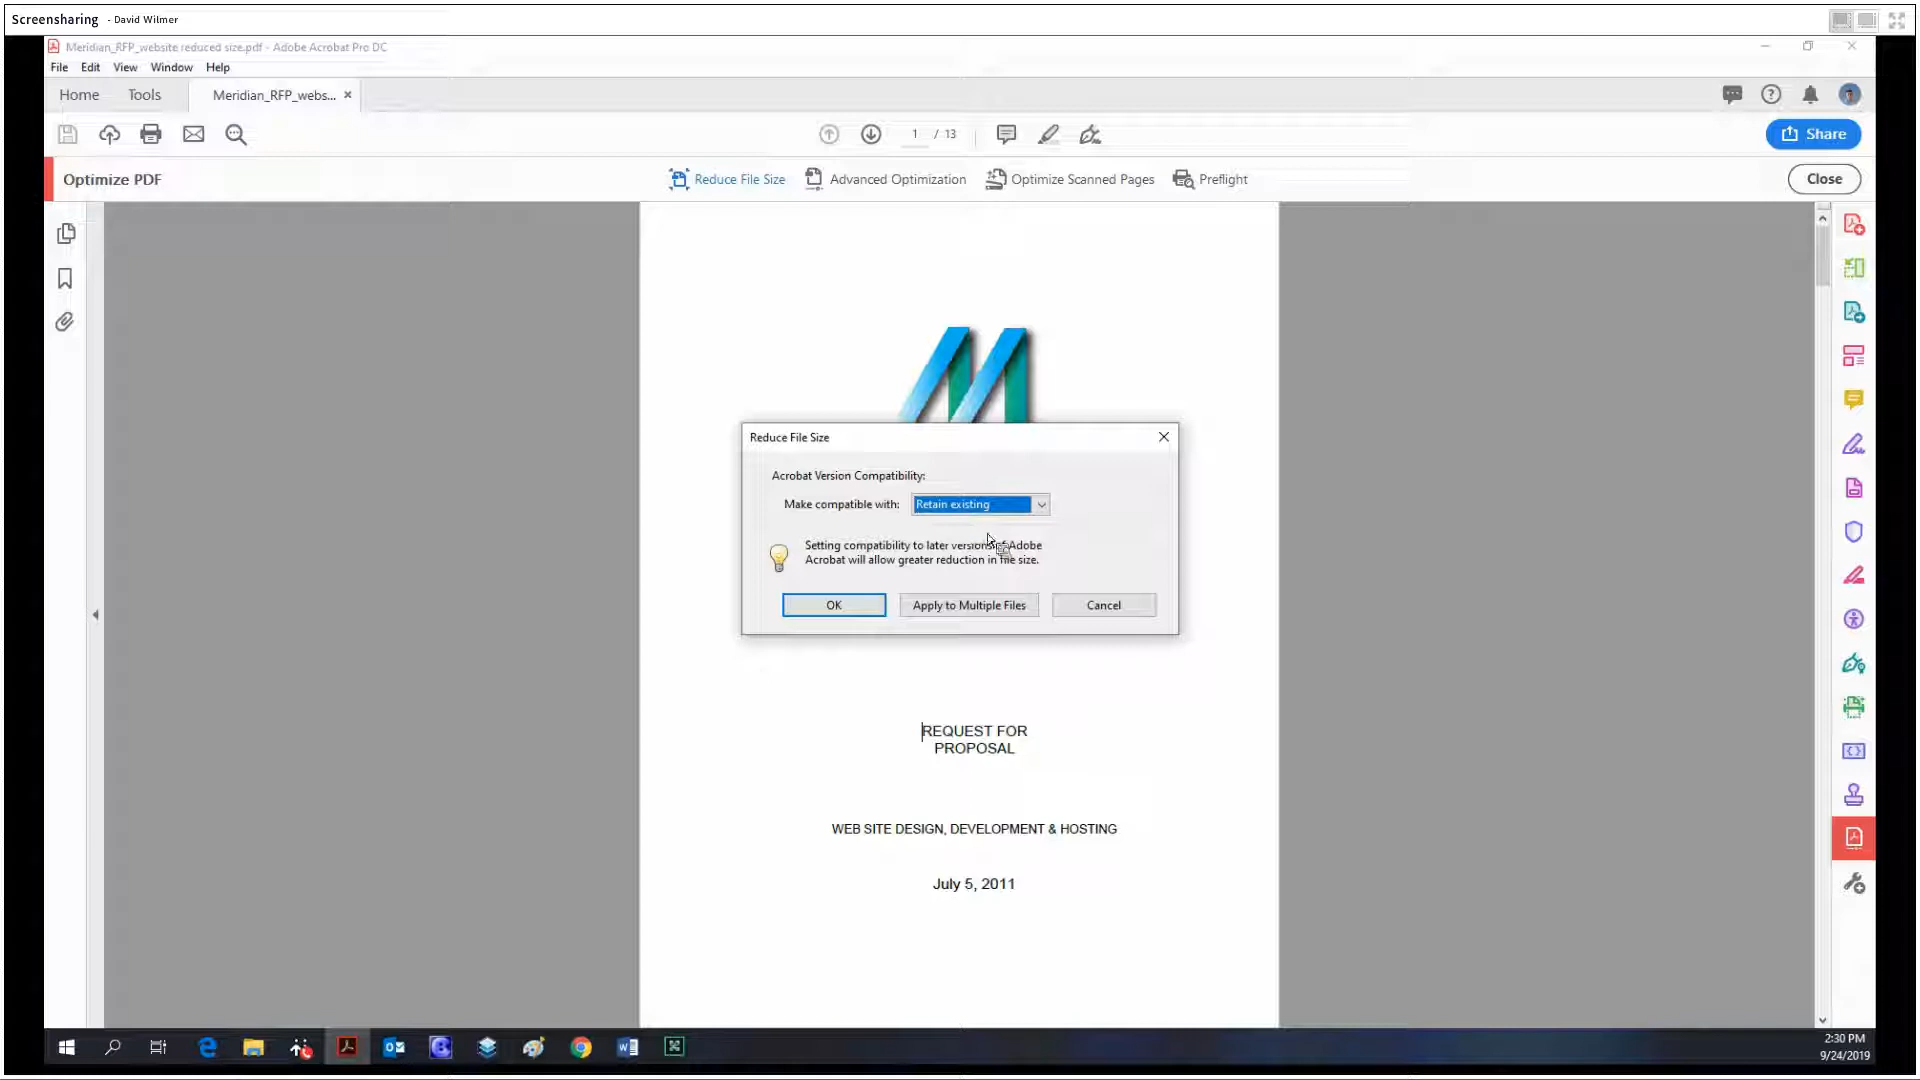 Screensharing - David Wilmer
Meridian_RFP_website reduced size.pdf - Adobe Acrobat Pro DC
File Edit View Window Help
Home Tools Meridian_RFP_webs... ×
1 / 13
Share
Optimize PDF
Reduce File Size Advanced Optimization Optimize Scanned Pages Preflight
Close
Reduce File Size
Acrobat Version Compatibility:
Make compatible with: Retain existing
Setting compatibility to later versions of Adobe
Acrobat will allow greater reduction in file size.
OK Apply to Multiple Files Cancel
REQUEST FOR
PROPOSAL
WEB SITE DESIGN, DEVELOPMENT & HOSTING
July 5, 2011
2:30 PM
9/24/2019